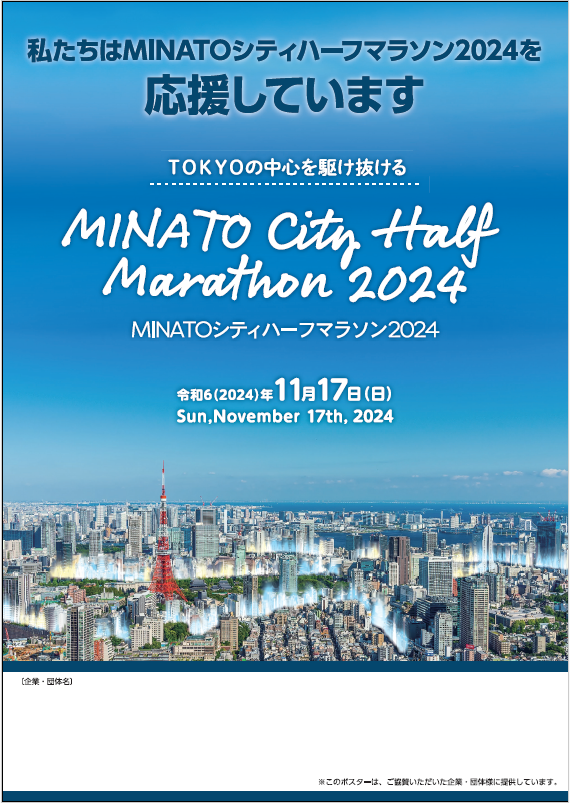 私たちはMINATOシティハーフマラソン2024を
応援しています
TOKYOの中心を駆け抜ける
MINATO City Half
Marathon 2024
MINATOシティハーフマラソン2024
令和6(2024)年11月17日(日)
Sun,November 17th, 2024
〔企業・団体名〕
※このポスターは、ご協賛いただいた企業・団体様に提供しています。